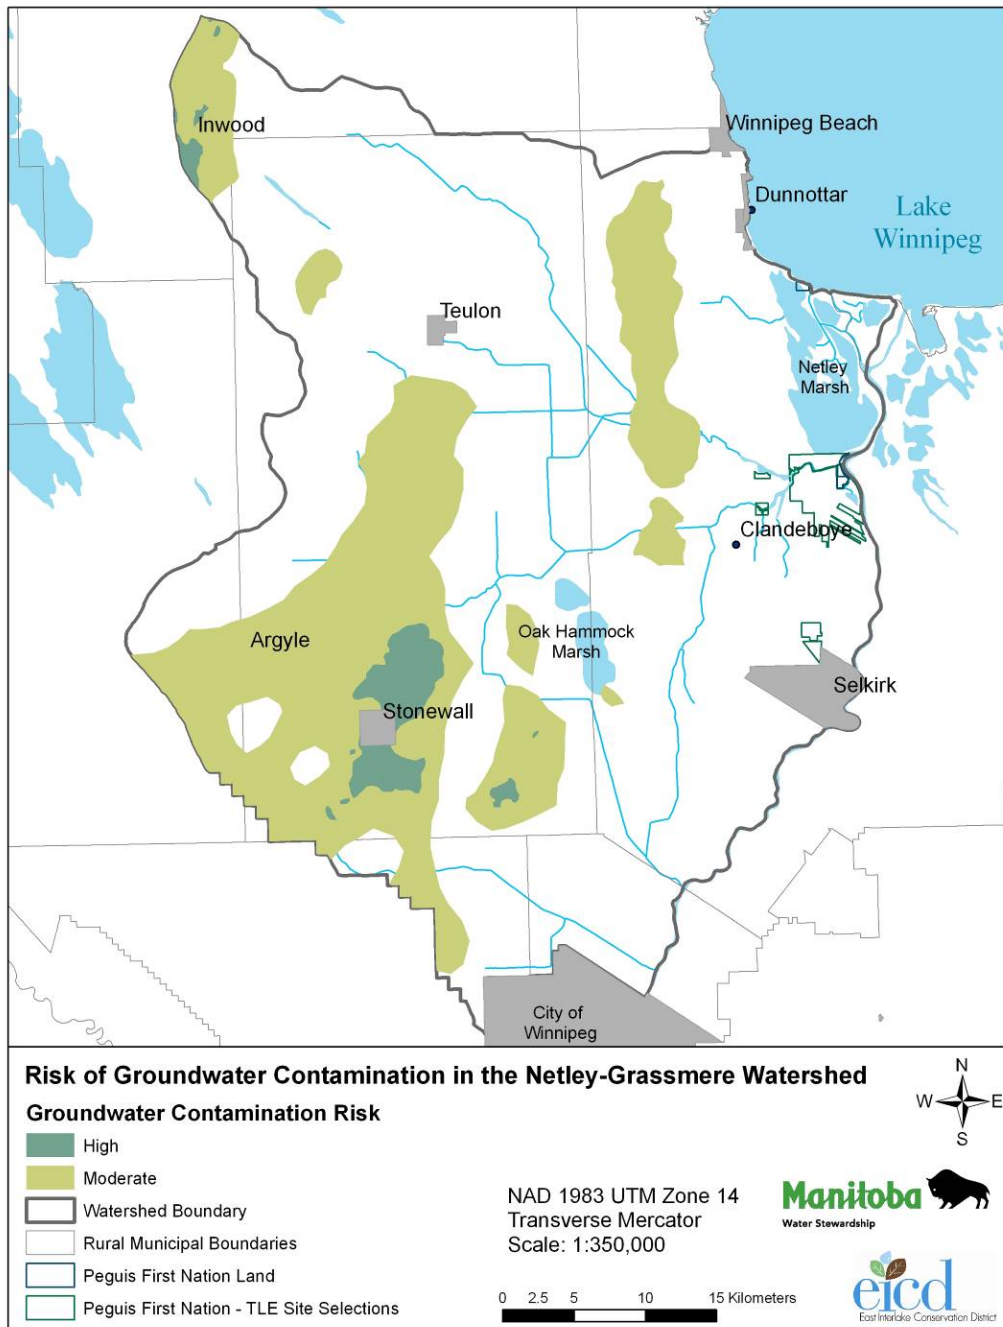 Inwood
Winnipeg Beach
Dunnottar
Lake
Winnipeg
Teulon
Netley
Marsh
Clandeboye
Argyle
Oak Hammock
Marsh
Selkirk
Stonewall
City of
Winnipeg
Risk of Groundwater Contamination in the Netley-Grassmere Watershed
Groundwater Contamination Risk
High
Moderate
Watershed Boundary
Rural Municipal Boundaries
Peguis First Nation Land
Peguis First Nation - TLE Site Selections
NAD 1983 UTM Zone 14
Transverse Mercator
Scale: 1:350,000
0 2.5 5 10 15 Kilometers
N
W E
S
Manitoba
Water Stewardship
eicd
East Interlake Conservation District